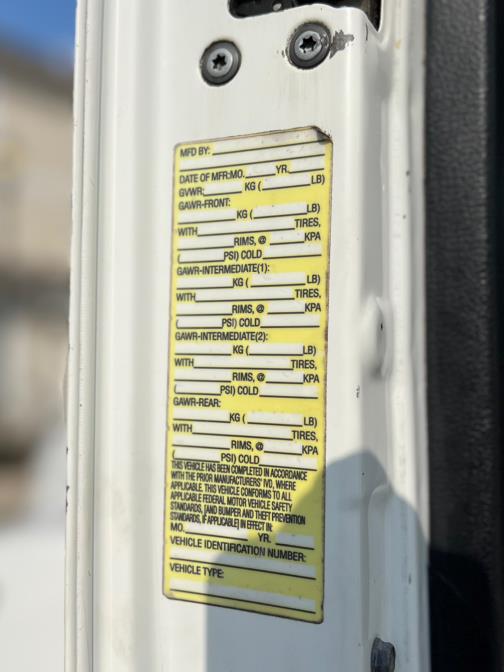 MFD BY:
DATE OF MFR:MO. YR.
GVWR: KG ( LB)
GAWR-FRONT:
KG ( LB)
WITH TIRES,
RIMS, @ KPA
( PSI) COLD
GAWR-INTERMEDIATE(1):
KG ( LB)
WITH TIRES,
RIMS, @ KPA
( PSI) COLD
GAWR-INTERMEDIATE(2):
KG ( LB)
WITH TIRES,
RIMS, @ KPA
( PSI) COLD
GAWR-REAR:
KG ( LB)
WITH TIRES,
RIMS, @ KPA
( PSI) COLD
THIS VEHICLE HAS BEEN COMPLETED IN ACCORDANCE
WITH THE PRIOR MANUFACTURERS' IVD, WHERE
APPLICABLE. THIS VEHICLE CONFORMS TO ALL
APPLICABLE FEDERAL MOTOR VEHICLE SAFETY
STANDARDS, [AND BUMPER AND THEFT PREVENTION
STANDARDS, IF APPLICABLE] IN EFFECT IN:
MO. YR.
VEHICLE IDENTIFICATION NUMBER:
VEHICLE TYPE: